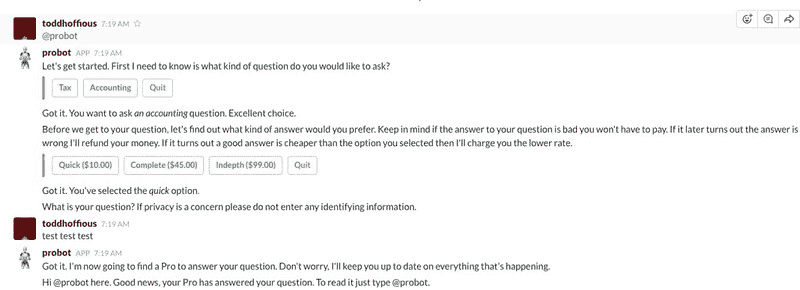 toddhoffious 7:19 AM
@probot
probot APP 7:19 AM
Let's get started. First I need to know is what kind of question do you would like to ask?
Tax Accounting Quit
Got it. You want to ask an accounting question. Excellent choice.
Before we get to your question, let's find out what kind of answer would you prefer. Keep in mind if the answer to your question is bad you won't have to pay. If it later turns out the answer is
wrong I'll refund your money. If it turns out a good answer is cheaper than the option you selected then I'll charge you the lower rate.
Quick ($10.00) Complete ($45.00) Indepth ($99.00) Quit
Got it. You've selected the quick option.
What is your question? If privacy is a concern please do not enter any identifying information.
toddhoffious 7:19 AM
test test test
probot APP 7:19 AM
Got it. I'm now going to find a Pro to answer your question. Don't worry, I'll keep you up to date on everything that's happening.
Hi @probot here. Good news, your Pro has answered your question. To read it just type @probot.